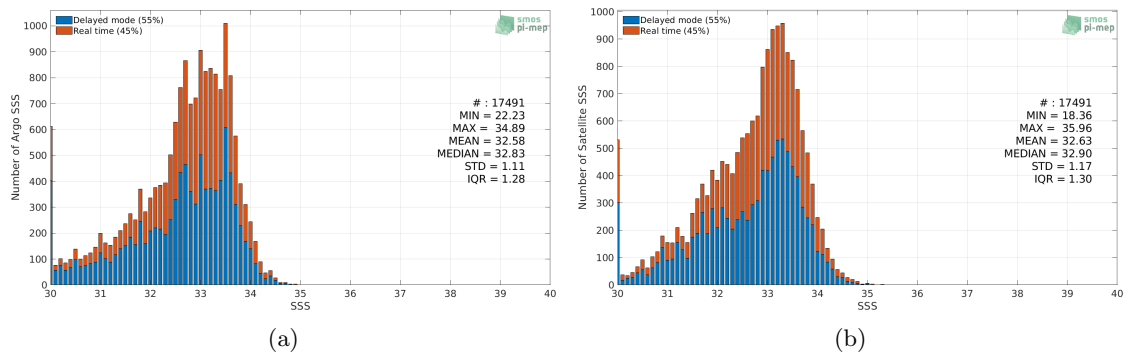 Delayed mode (55%)
Real time (45%)
smos
pi-mep
1000
900
800
700
600
500
400
300
200
100
0
Number of Argo SSS
# : 17491
MIN = 22.23
MAX = 34.89
MEAN = 32.58
MEDIAN = 32.83
STD = 1.11
IQR = 1.28
30 31 32 33 34 35 36 37 38 39 40
SSS
(a)
Delayed mode (55%)
Real time (45%)
smos
pi-mep
1000
900
800
700
600
500
400
300
200
100
0
Number of Satellite SSS
# : 17491
MIN = 18.36
MAX = 35.96
MEAN = 32.63
MEDIAN = 32.90
STD = 1.17
IQR = 1.30
30 31 32 33 34 35 36 37 38 39 40
SSS
(b)